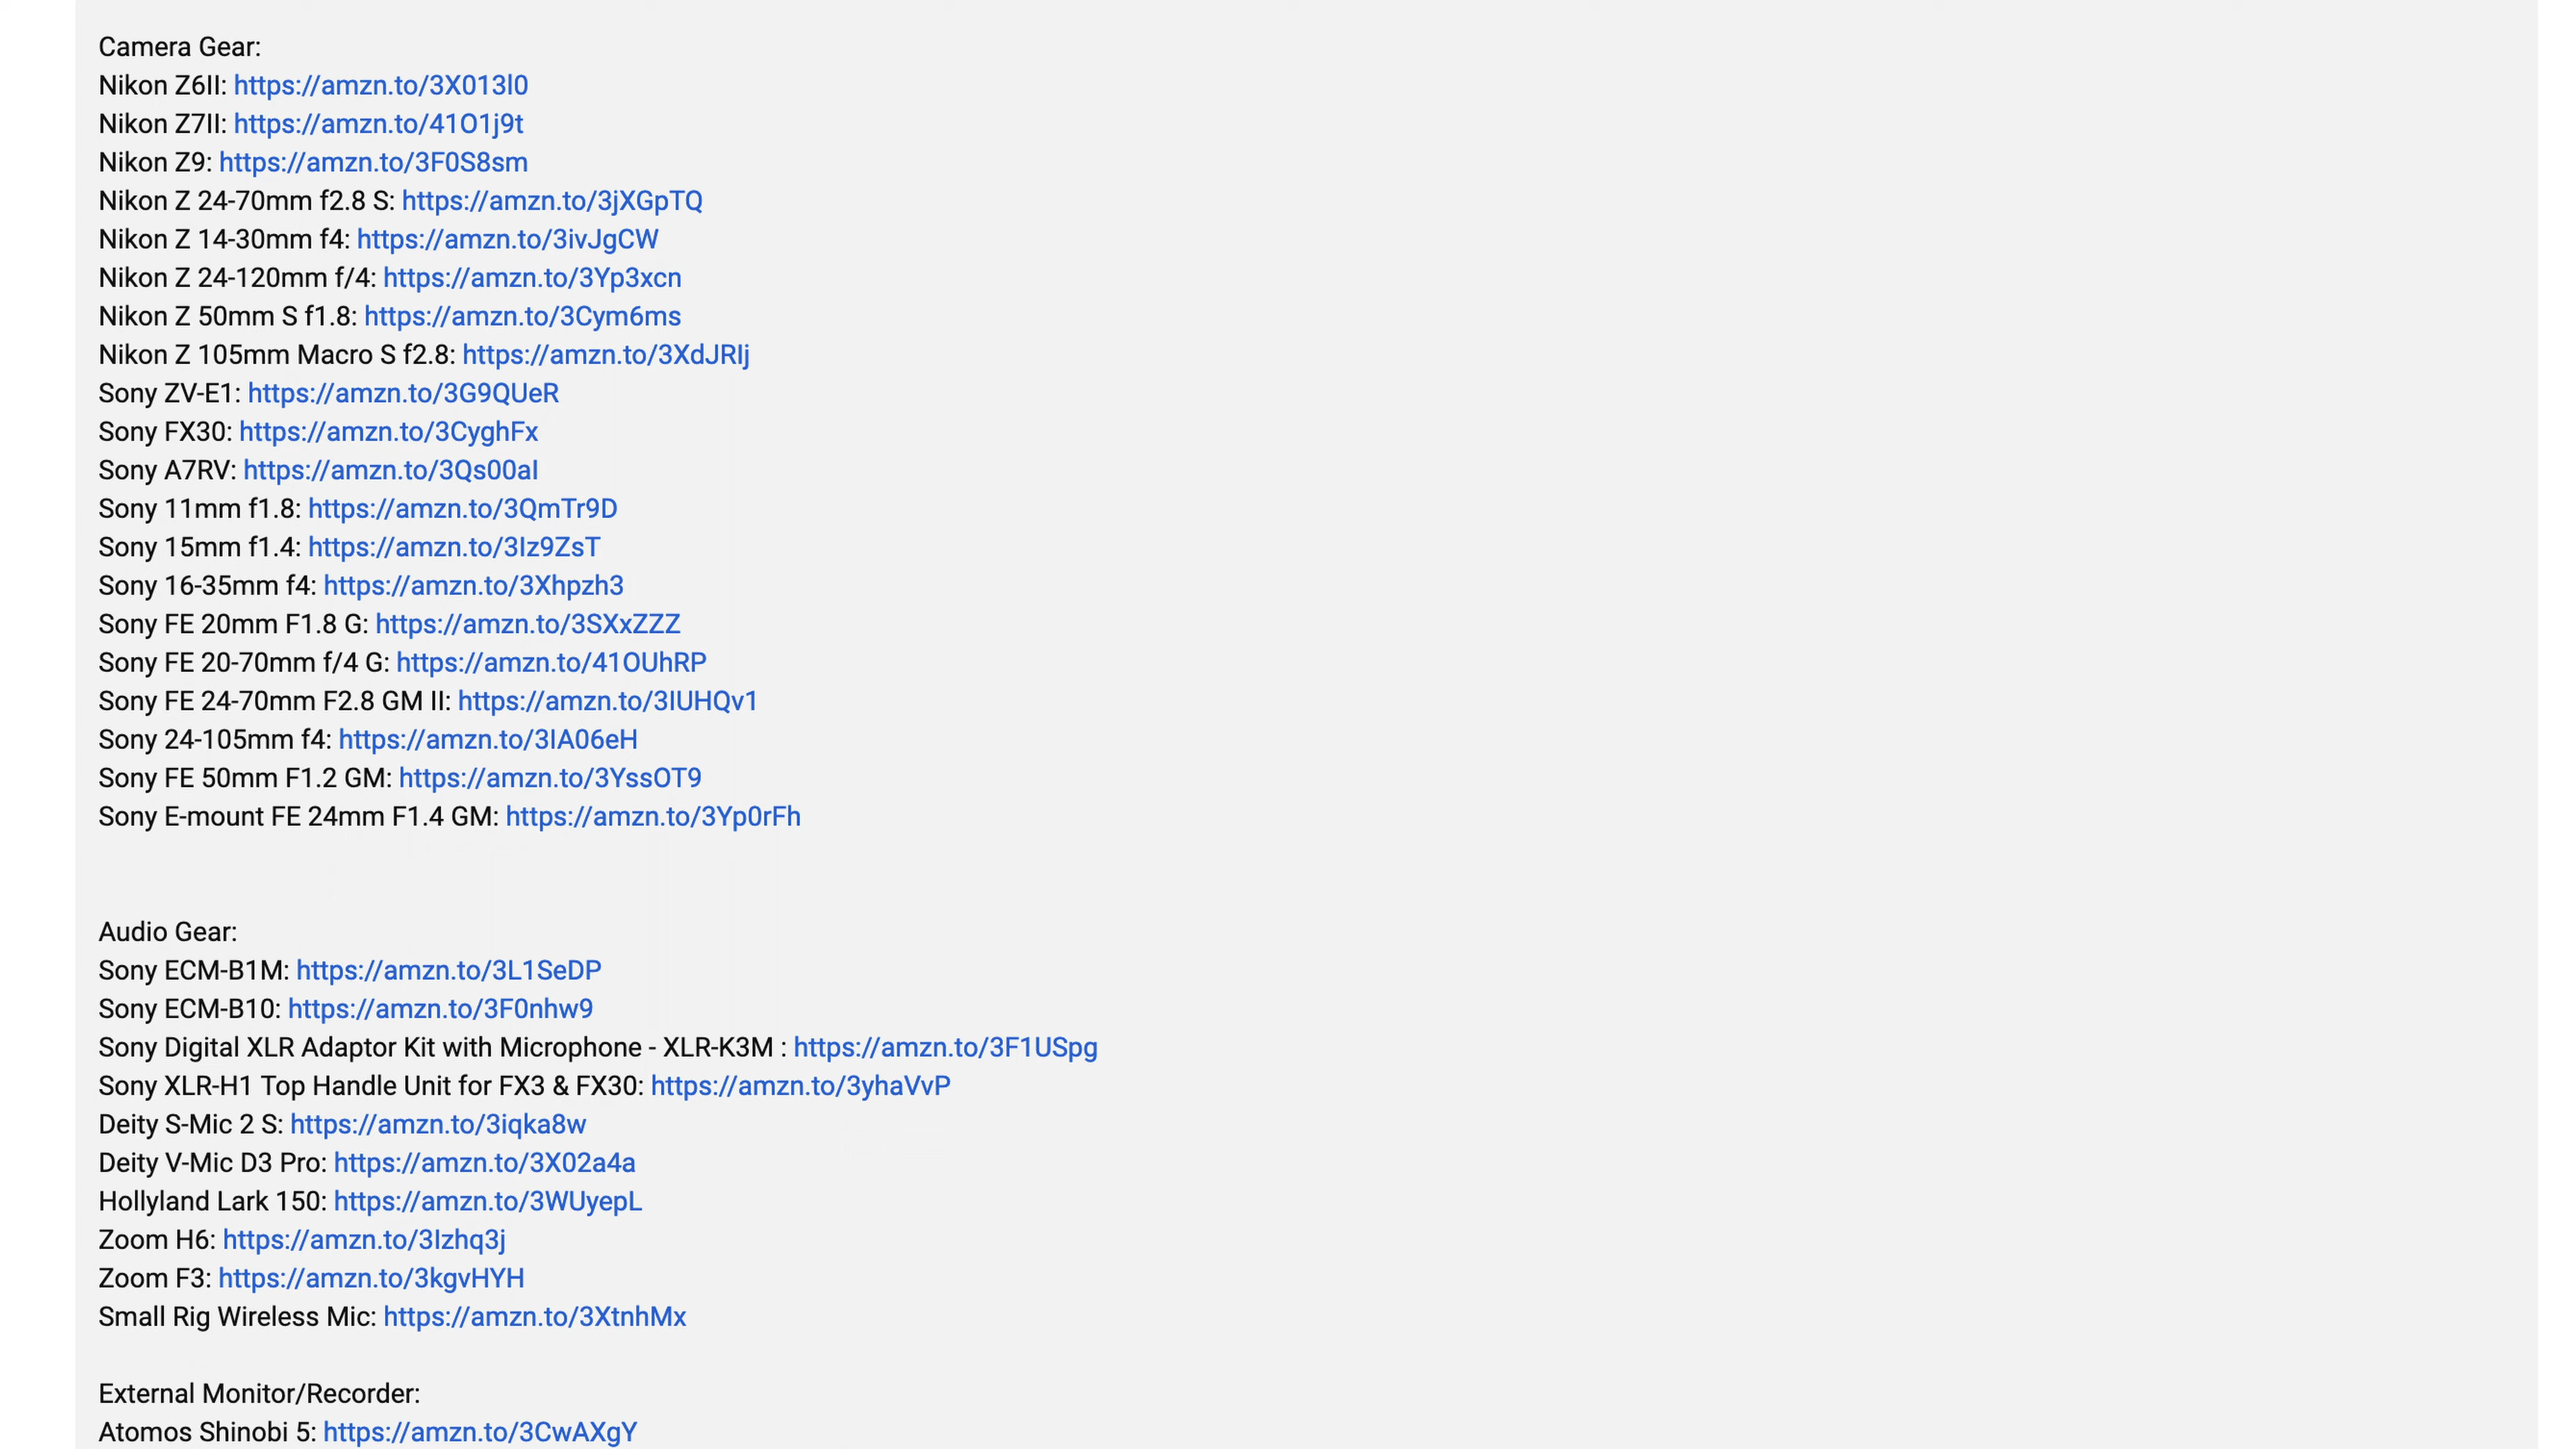 Camera Gear:
Nikon Z6II: https://amzn.to/3X013l0
Nikon Z7II: https://amzn.to/41O1j9t
Nikon Z9: https://amzn.to/3F0S8sm
Nikon Z 24-70mm f2.8 S: https://amzn.to/3jXGpTQ
Nikon Z 14-30mm f4: https://amzn.to/3ivJgCW
Nikon Z 24-120mm f/4: https://amzn.to/3Yp3xcn
Nikon Z 50mm S f1.8: https://amzn.to/3Cym6ms
Nikon Z 105mm Macro S f2.8: https://amzn.to/3XdJRIj
Sony ZV-E1: https://amzn.to/3G9QUeR
Sony FX30: https://amzn.to/3CyghFx
Sony A7RV: https://amzn.to/3Qs00aI
Sony 11mm f1.8: https://amzn.to/3QmTr9D
Sony 15mm f1.4: https://amzn.to/3Iz9ZsT
Sony 16-35mm f4: https://amzn.to/3Xhpzh3
Sony FE 20mm F1.8 G: https://amzn.to/3SXxZZZ
Sony FE 20-70mm f/4 G: https://amzn.to/41OUhRP
Sony FE 24-70mm F2.8 GM II: https://amzn.to/3IUHQv1
Sony 24-105mm f4: https://amzn.to/3IA06eH
Sony FE 50mm F1.2 GM: https://amzn.to/3YssOT9
Sony E-mount FE 24mm F1.4 GM: https://amzn.to/3Yp0rFh
Audio Gear:
Sony ECM-B1M: https://amzn.to/3L1SeDP
Sony ECM-B10: https://amzn.to/3F0nhw9
Sony Digital XLR Adaptor Kit with Microphone - XLR-K3M : https://amzn.to/3F1USpg
Sony XLR-H1 Top Handle Unit for FX3 & FX30: https://amzn.to/3yhaVvP
Deity S-Mic 2 S: https://amzn.to/3iqka8w
Deity V-Mic D3 Pro: https://amzn.to/3X02a4a
Hollyland Lark 150: https://amzn.to/3WUyepL
Zoom H6: https://amzn.to/3Izhq3j
Zoom F3: https://amzn.to/3kgvHYH
Small Rig Wireless Mic: https://amzn.to/3XtnhMx
External Monitor/Recorder:
Atomos Shinobi 5: https://amzn.to/3CwAXgY